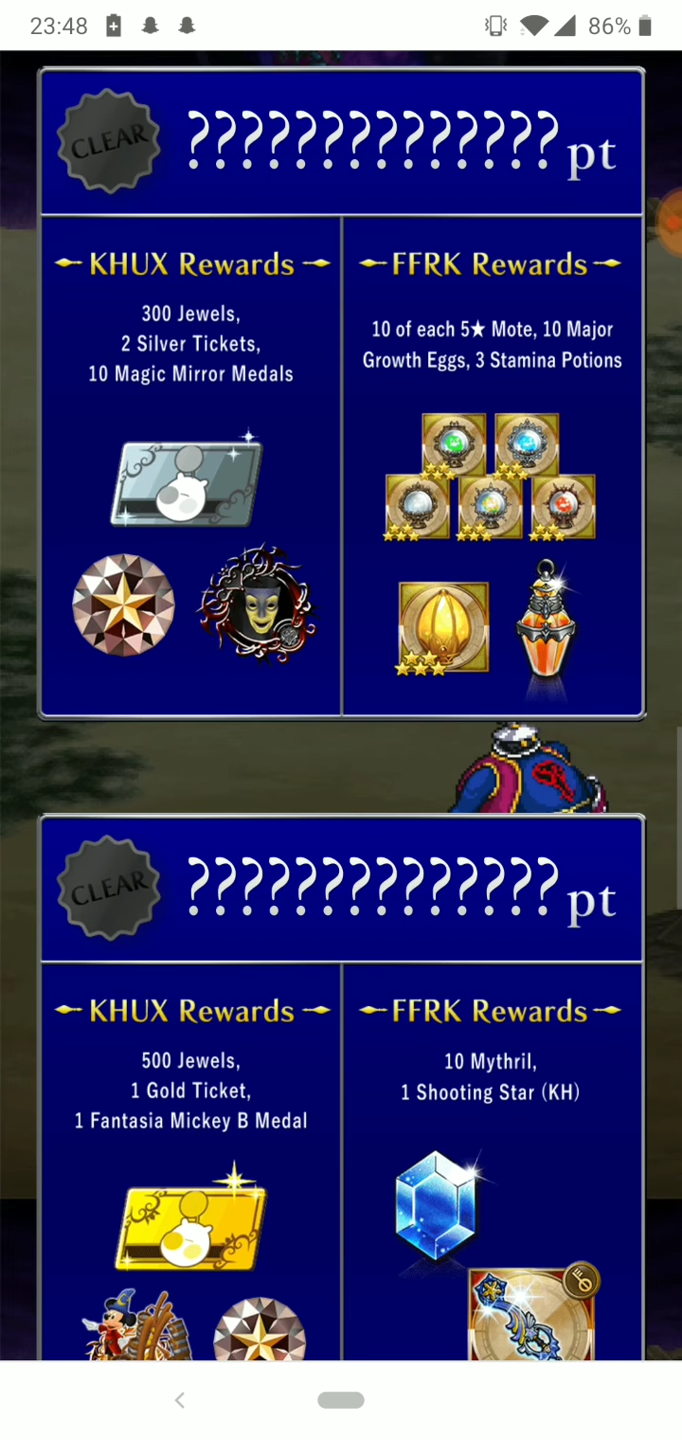 23:48
86%
CLEAR
?????????????? pt
KHUX Rewards
300 Jewels,
2 Silver Tickets,
10 Magic Mirror Medals
FFRK Rewards
10 of each 5★ Mote, 10 Major
Growth Eggs, 3 Stamina Potions
CLEAR
?????????????? pt
KHUX Rewards
500 Jewels,
1 Gold Ticket,
1 Fantasia Mickey B Medal
FFRK Rewards
10 Mythril,
1 Shooting Star (KH)